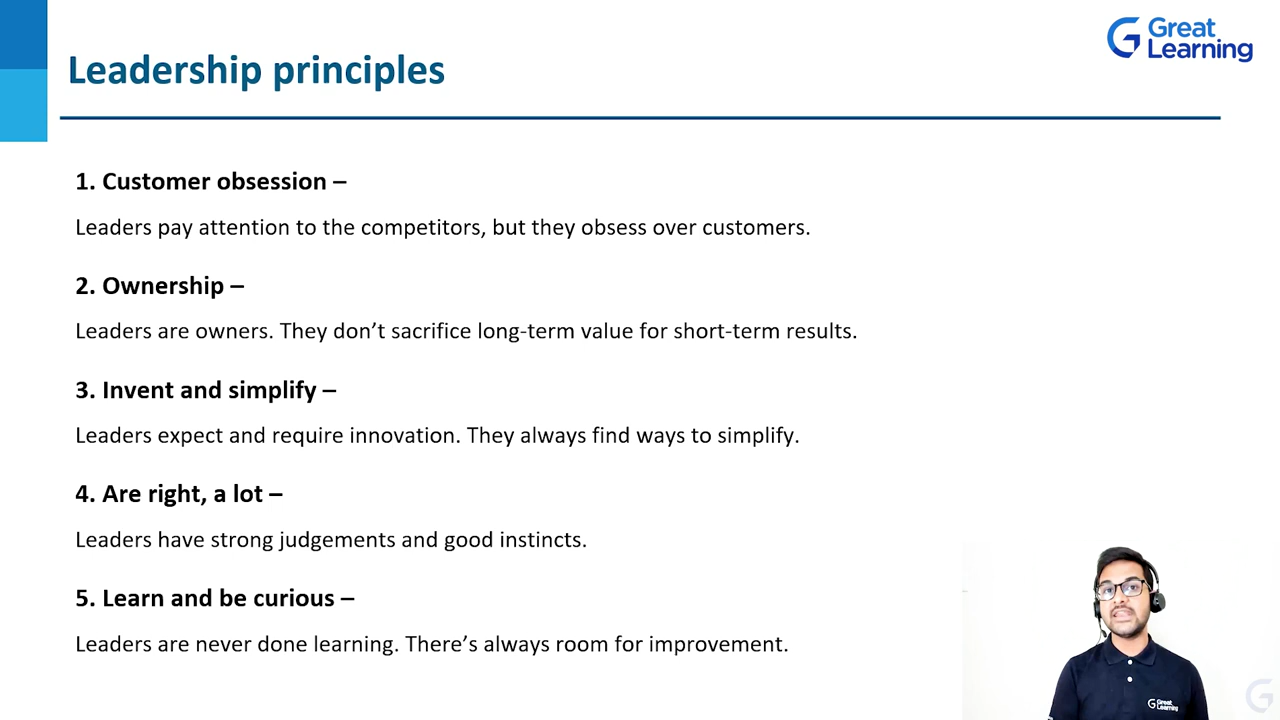 Great
Learning
Leadership principles
1. Customer obsession –
Leaders pay attention to the competitors, but they obsess over customers.
2. Ownership –
Leaders are owners. They don’t sacrifice long-term value for short-term results.
3. Invent and simplify –
Leaders expect and require innovation. They always find ways to simplify.
4. Are right, a lot –
Leaders have strong judgements and good instincts.
5. Learn and be curious –
Leaders are never done learning. There’s always room for improvement.
Great
Learning